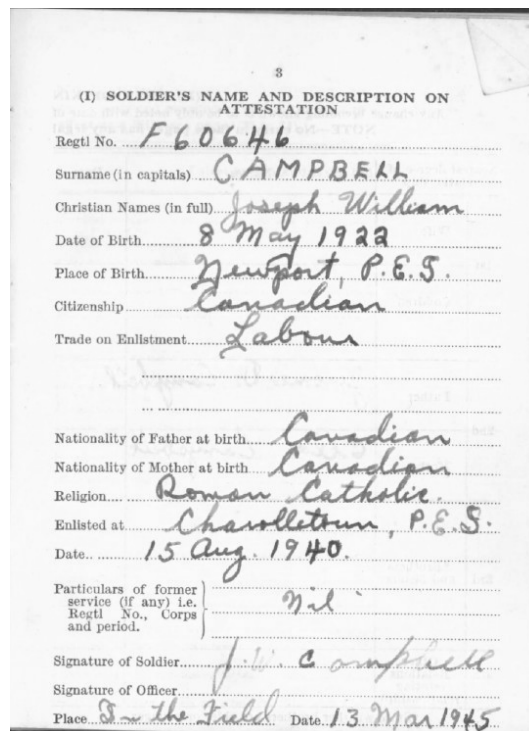 3
(I) SOLDIER'S NAME AND DESCRIPTION ON
ATTESTATION
Regtl No. F60646
Surname (in capitals) CAMPBELL
Christian Names (in full) Joseph William
Date of Birth 8 May 1922
Place of Birth Newport, P.E.I.
Citizenship Canadian
Trade on Enlistment Labour
Nationality of Father at birth Canadian
Nationality of Mother at birth Canadian
Religion Roman Catholic.
Enlisted at Charolletown, P.E.I.
Date 15 Aug. 1940.
Particulars of former
service (if any) i.e. Nil
Regtl No., Corps
and period.
Signature of Soldier J. W. Campbell
Signature of Officer
Place In the Field Date 13 Mar 1945